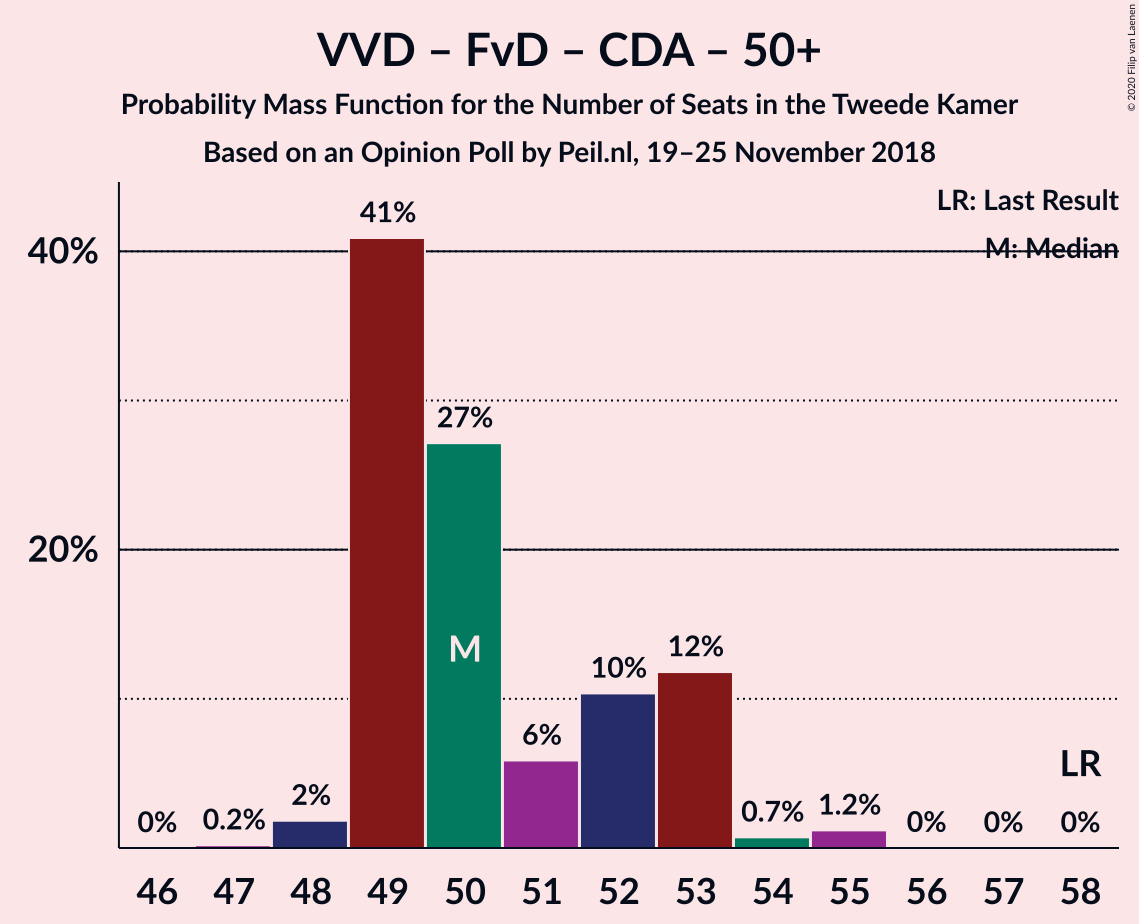 VVD – FvD – CDA – 50+
Probability Mass Function for the Number of Seats in the Tweede Kamer
Based on an Opinion Poll by Peil.nl, 19–25 November 2018
© 2020 Filip van Laenen
LR: Last Result
M: Median
40%
20%
0%
0.2%
2%
41%
27%
6%
10%
12%
0.7%
1.2%
0%
0%
0%
M
LR
46 47 48 49 50 51 52 53 54 55 56 57 58